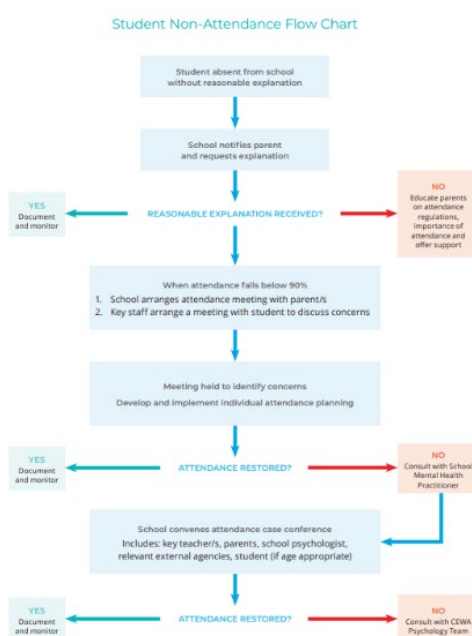 Student Non-Attendance Flow Chart
Student absent from school
without reasonable explanation
School notifies parent
and requests explanation
YES
Document
and monitor
REASONABLE EXPLANATION RECEIVED?
NO
Educate parents
on attendance
regulations,
importance of
attendance and
offer support
When attendance falls below 90%
1. School arranges attendance meeting with parent/s
2. Key staff arrange a meeting with student to discuss concerns
Meeting held to identify concerns
Develop and implement individual attendance planning
YES
Document
and monitor
ATTENDANCE RESTORED?
NO
Consult with School
Mental Health
Practitioner
School convenes attendance case conference
Includes: key teacher/s, parents, school psychologist,
relevant external agencies, student (if age appropriate)
YES
Document
and monitor
ATTENDANCE RESTORED?
NO
Consult with CEWA
Psychology Team